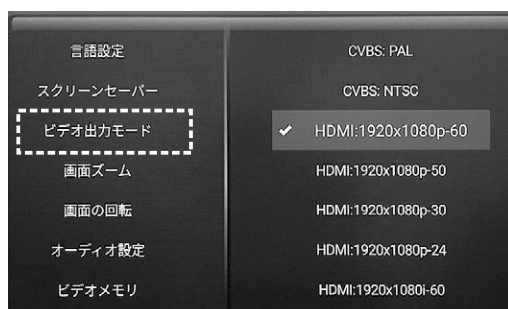 言語設定
スクリーンセーバー
ビデオ出力モード
画面ズーム
画面の回転
オーディオ設定
ビデオメモリ
CVBS: PAL
CVBS: NTSC
HDMI:1920x1080p-60
HDMI:1920x1080p-50
HDMI:1920x1080p-30
HDMI:1920x1080p-24
HDMI:1920x1080i-60